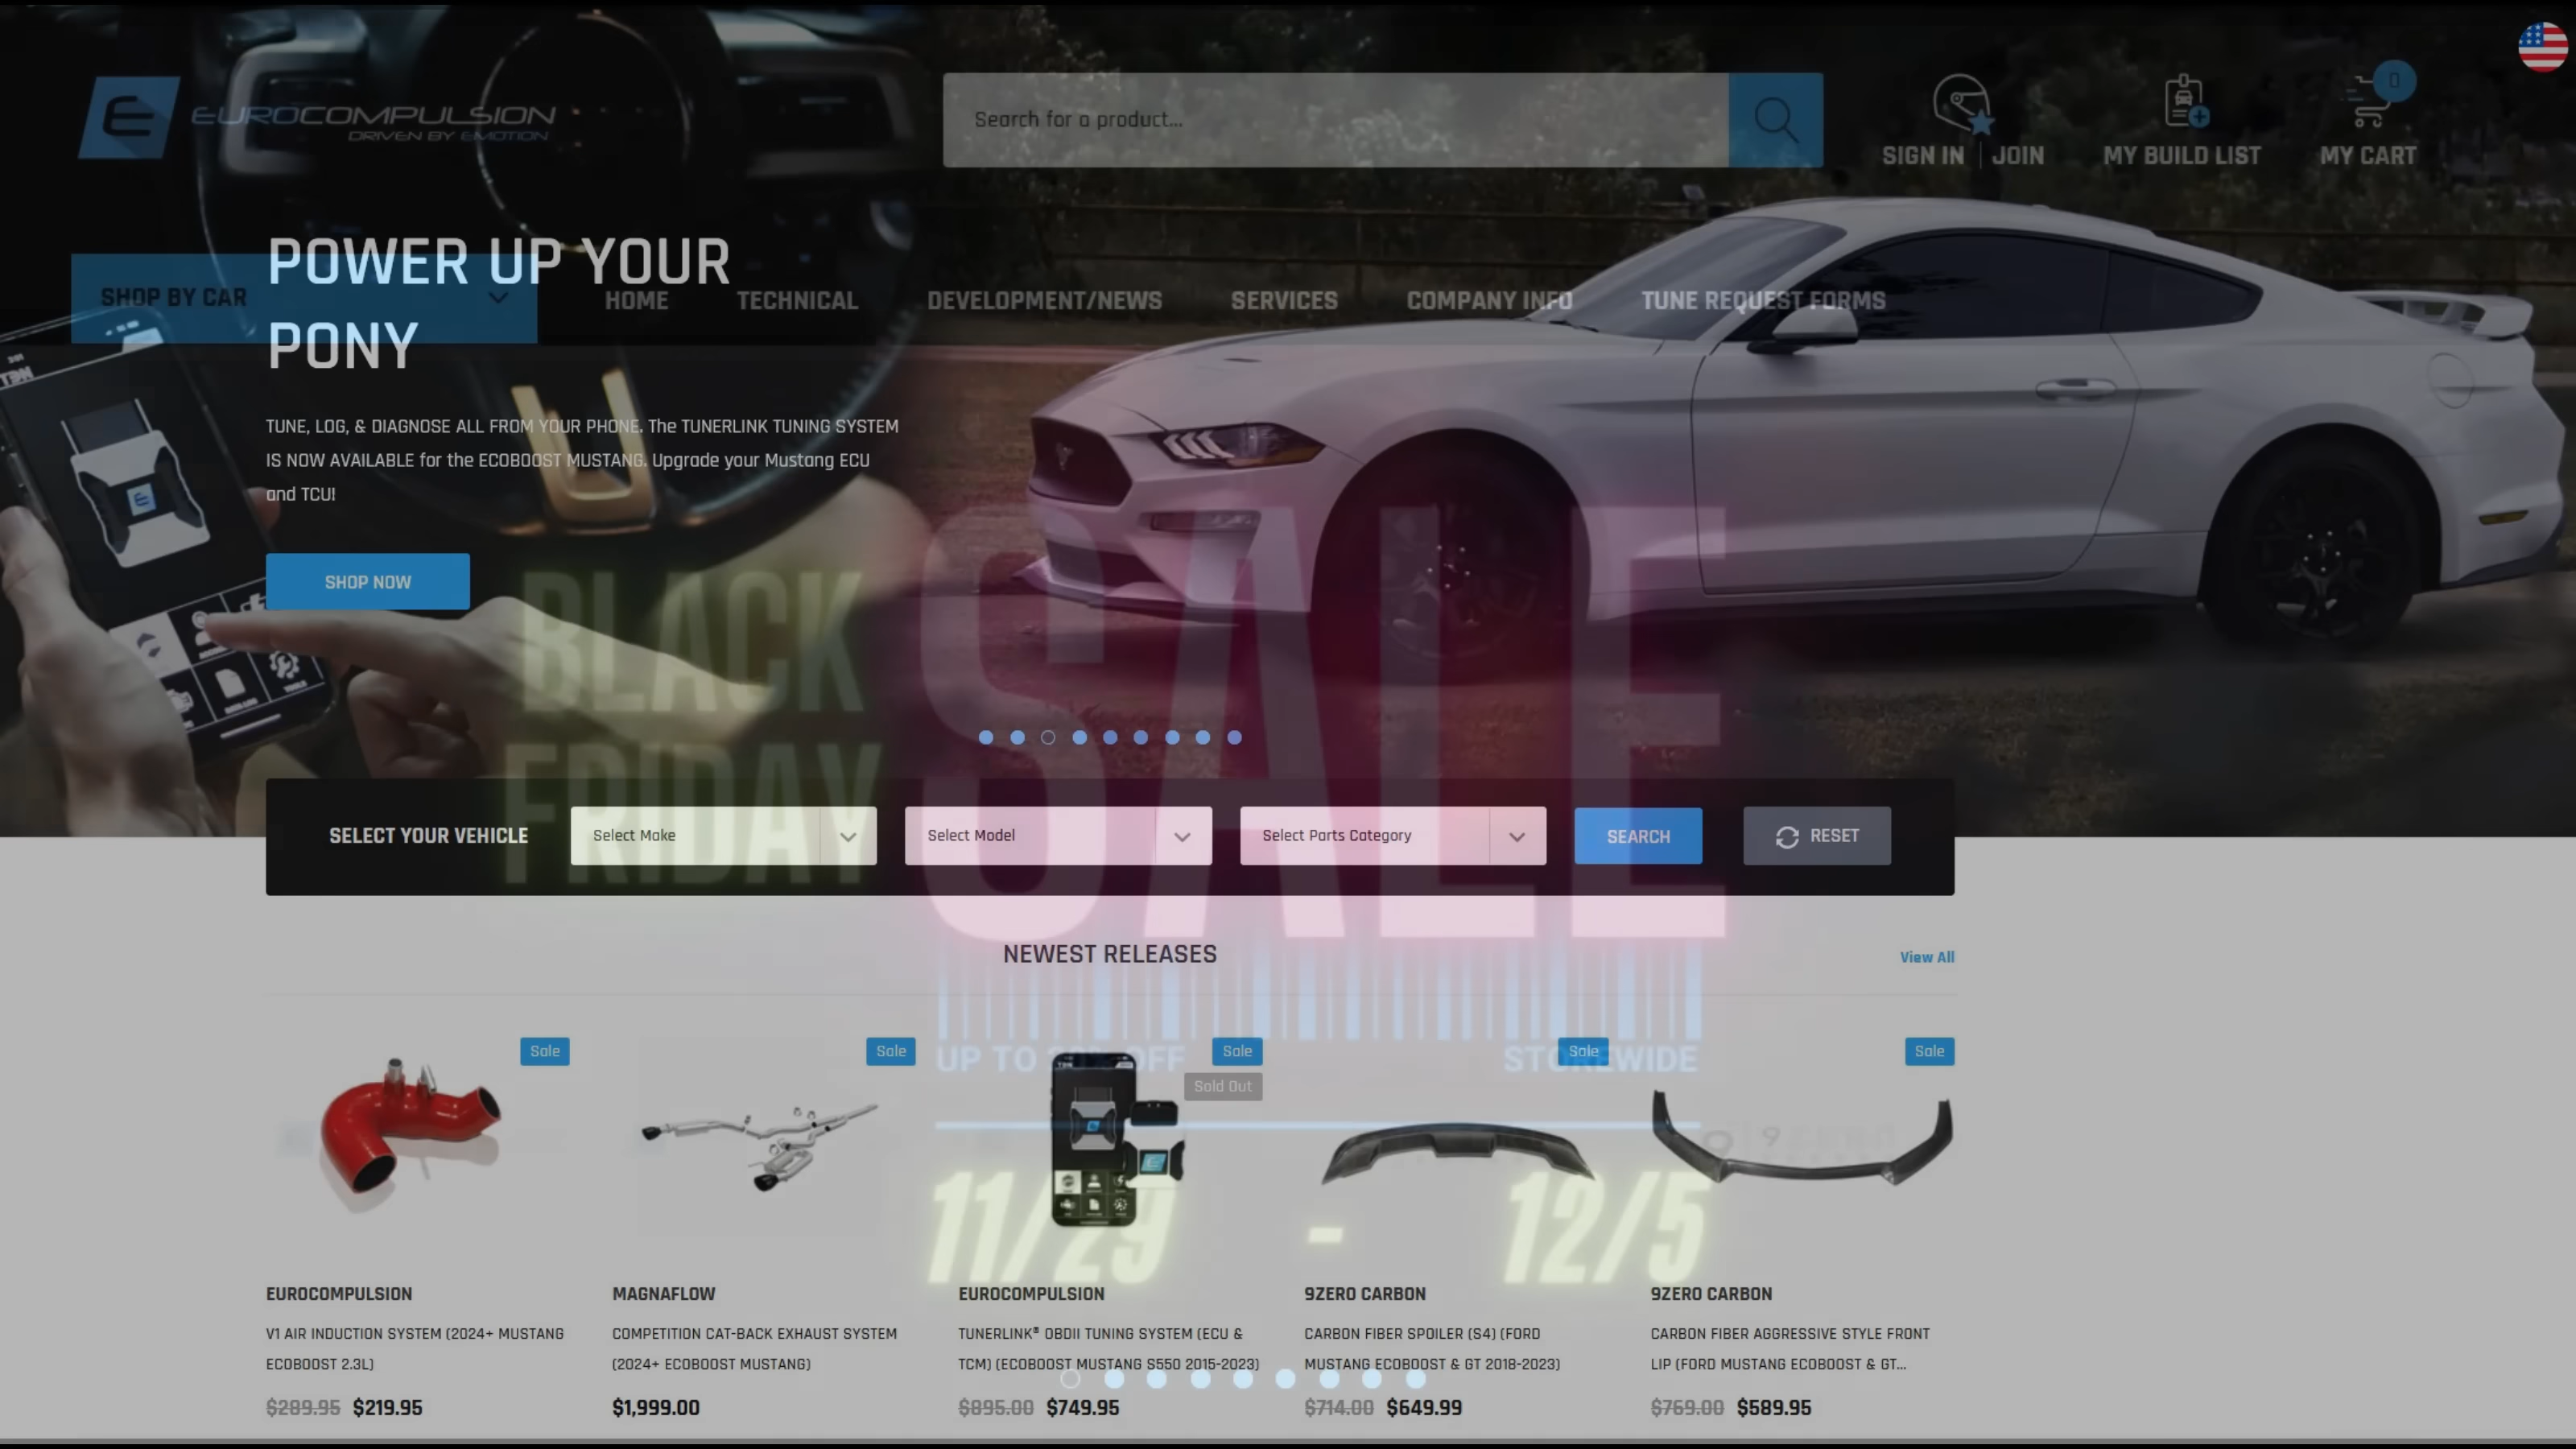 EUROCOMPULSION
DRIVEN BY EMOTION
Search for a product...
SIGN IN | JOIN
MY BUILD LIST
MY CART
POWER UP YOUR
PONY
SHOP BY CAR
HOME
TECHNICAL
DEVELOPMENT/NEWS
SERVICES
COMPANY INFO
TUNE REQUEST FORMS
TUNE, LOG, & DIAGNOSE ALL FROM YOUR PHONE. The TUNERLINK TUNING SYSTEM
IS NOW AVAILABLE for the ECOBOOST MUSTANG. Upgrade your Mustang ECU
and TCU!
SHOP NOW
BLACK
FRIDAY
SALE
SELECT YOUR VEHICLE
Select Make
Select Model
Select Parts Category
SEARCH
RESET
NEWEST RELEASES
View All
UP TO OFF
STOREWIDE
11/29 - 12/5
Sale
Sale
Sale
Sold Out
Sale
Sale
EUROCOMPULSION
V1 AIR INDUCTION SYSTEM (2024+ MUSTANG
ECOBOOST 2.3L)
$289.95 $219.95
MAGNAFLOW
COMPETITION CAT-BACK EXHAUST SYSTEM
(2024+ ECOBOOST MUSTANG)
$1,999.00
EUROCOMPULSION
TUNERLINK® OBDII TUNING SYSTEM (ECU &
TCM) (ECOBOOST MUSTANG S550 2015-2023)
$895.00 $749.95
9ZERO CARBON
CARBON FIBER SPOILER (S4) (FORD
MUSTANG ECOBOOST & GT 2018-2023)
$714.00 $649.99
9ZERO CARBON
CARBON FIBER AGGRESSIVE STYLE FRONT
LIP (FORD MUSTANG ECOBOOST & GT...
$769.00 $589.95